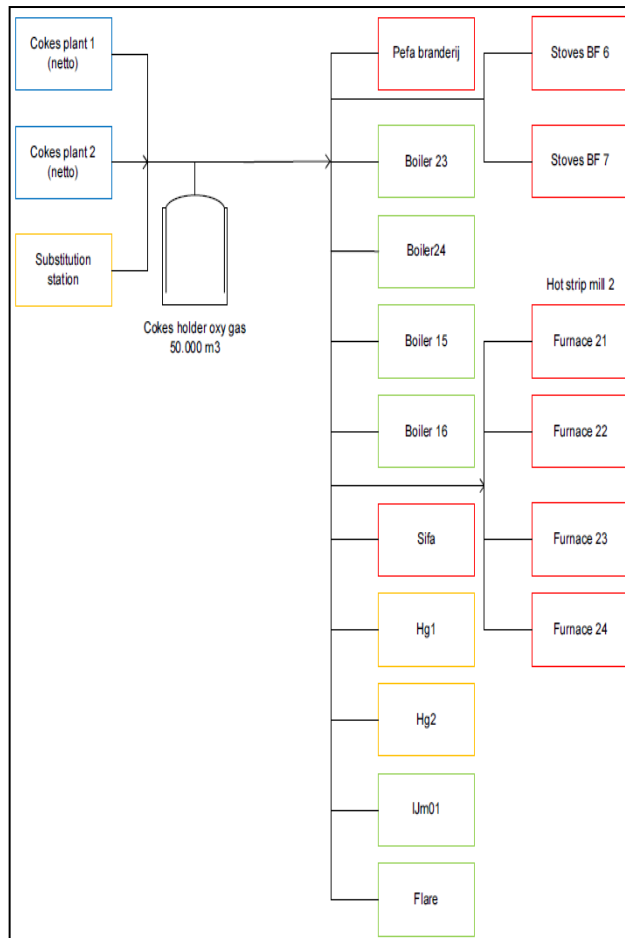 Cokes plant 1
(netto)
Cokes plant 2
(netto)
Substitution
station
Cokes holder oxy gas
50.000 m3
Pefa branderij
Boiler 23
Boiler24
Boiler 15
Boiler 16
Sifa
Hg1
Hg2
IJm01
Flare
Stoves BF 6
Stoves BF 7
Hot strip mill 2
Furnace 21
Furnace 22
Furnace 23
Furnace 24